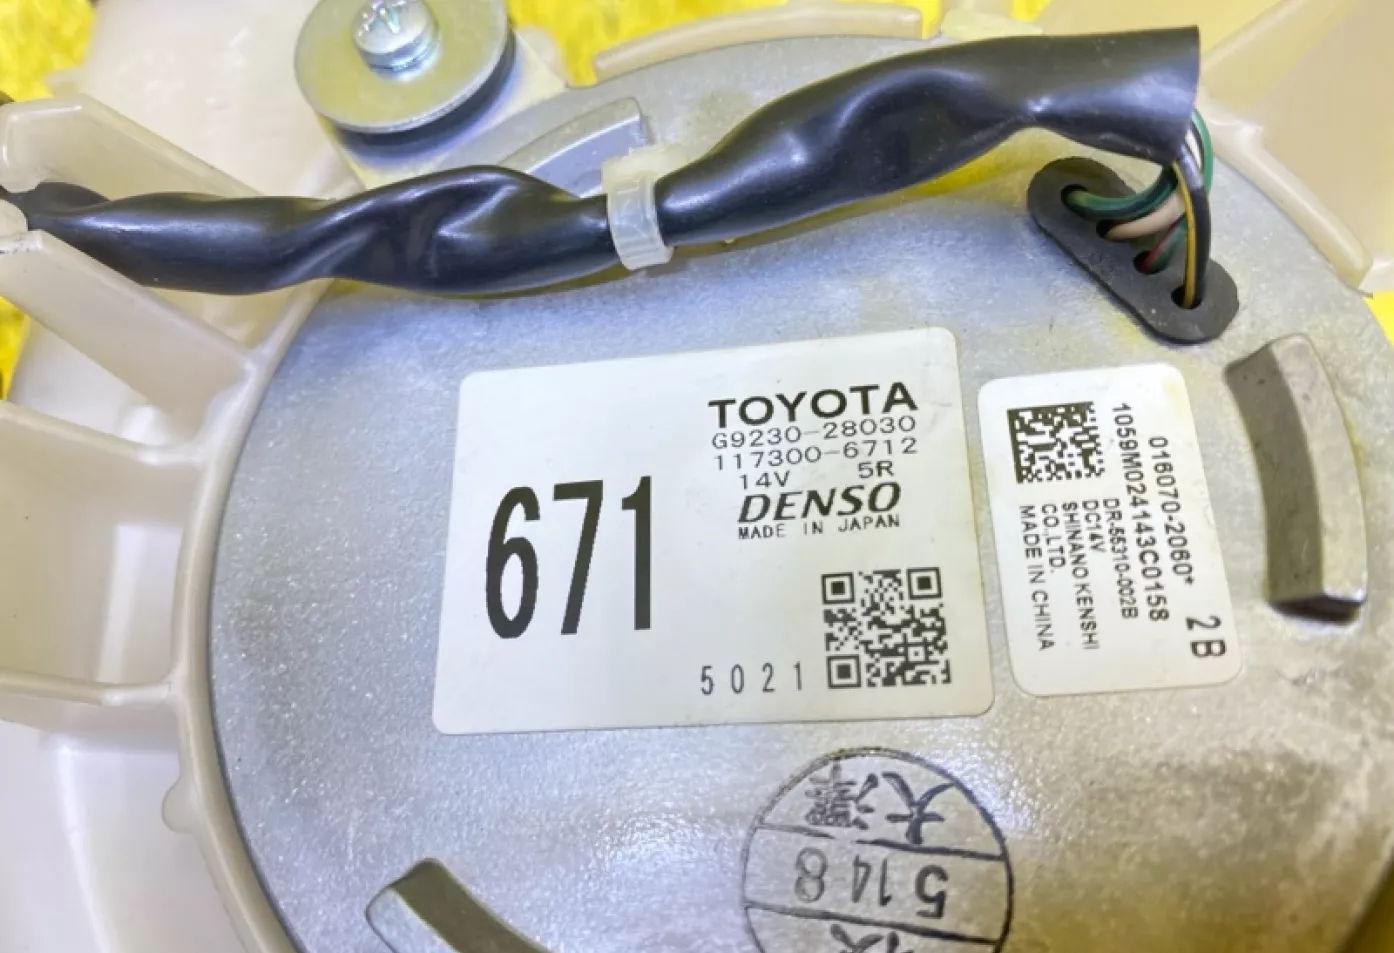 TOYOTA
G9230-28030
117300-6712
14V 5R
DENSO
MADE IN JAPAN
671
5021
016070-2060* 2B
1059M024143C0158
DR-55310-002B
DC14V
SHINANO KENSHI
CO.,LTD.
MADE IN CHINA
5 14 8